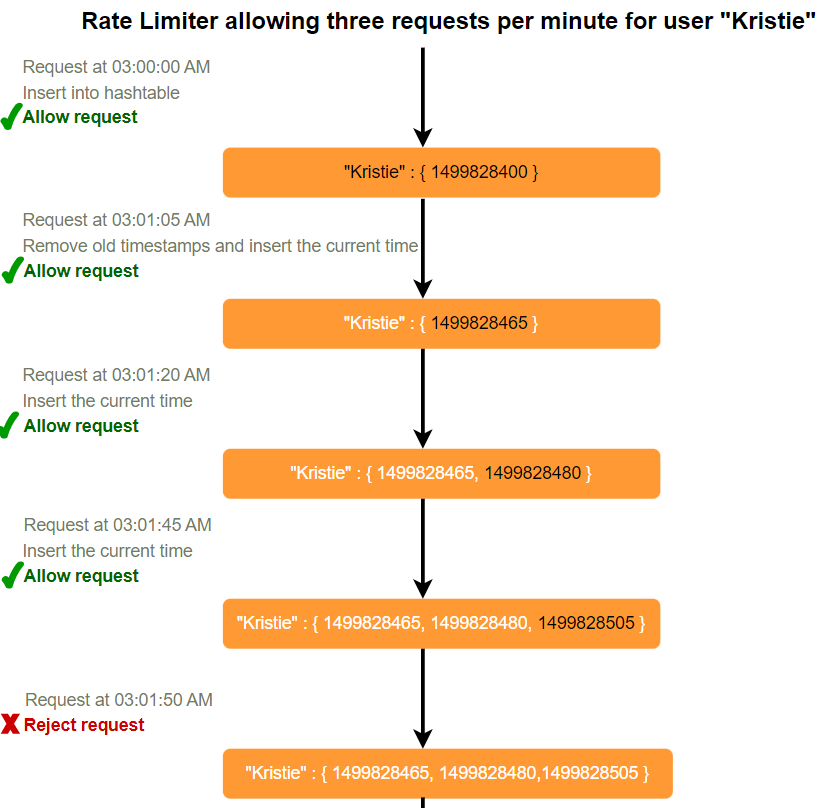 Rate Limiter allowing three requests per minute for user "Kristie"
Request at 03:00:00 AM
Insert into hashtable
Allow request
"Kristie" : { 1499828400 }
Request at 03:01:05 AM
Remove old timestamps and insert the current time
Allow request
"Kristie" : { 1499828465 }
Request at 03:01:20 AM
Insert the current time
Allow request
"Kristie" : { 1499828465, 1499828480 }
Request at 03:01:45 AM
Insert the current time
Allow request
"Kristie" : { 1499828465, 1499828480, 1499828505 }
Request at 03:01:50 AM
Reject request
"Kristie" : { 1499828465, 1499828480,1499828505 }